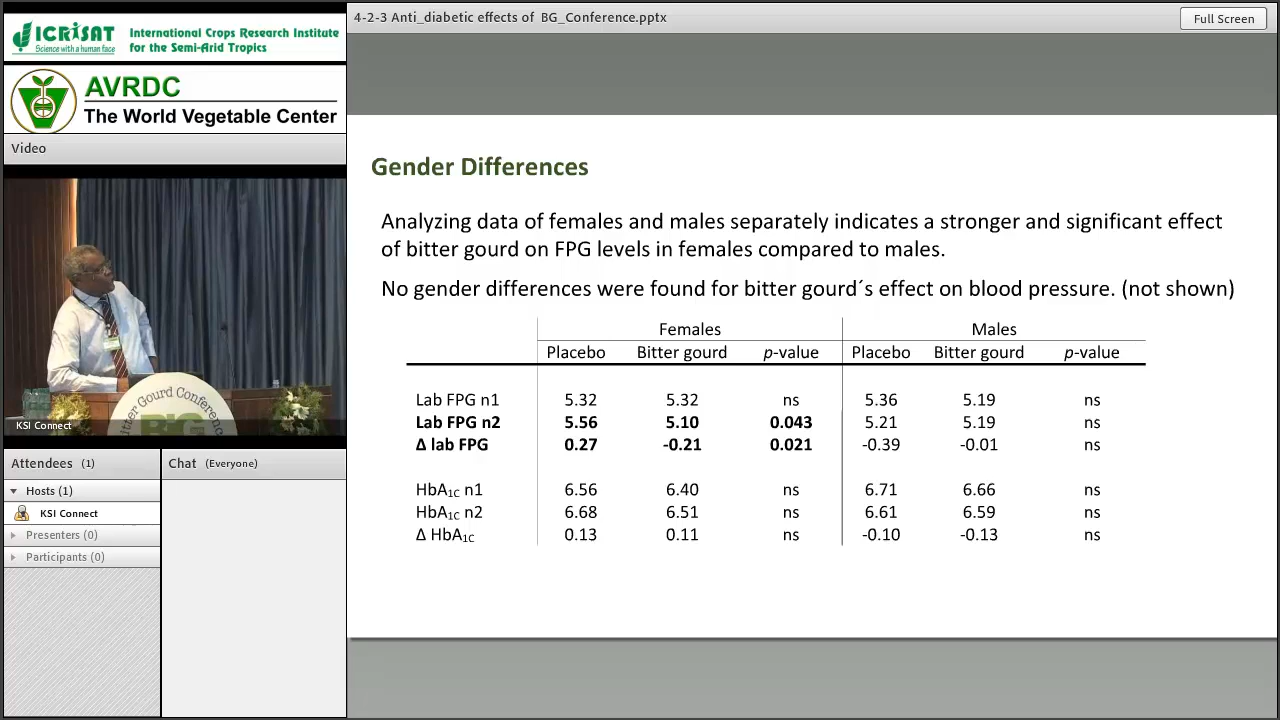 4-2-3 Anti_diabetic effects of BG_Conference.pptx
Full Screen
ICRISAT
Science with a human face
International Crops Research Institute
for the Semi-Arid Tropics
AVRDC
The World Vegetable Center
Video
KSI Connect
Bitter Gourd Conference
BiG
Attendees (1)
Hosts (1)
KSI Connect
Presenters (0)
Participants (0)
Chat (Everyone)
Gender Differences
Analyzing data of females and males separately indicates a stronger and significant effect
of bitter gourd on FPG levels in females compared to males.
No gender differences were found for bitter gourd´s effect on blood pressure. (not shown)
Females Males
Placebo Bitter gourd p-value Placebo Bitter gourd p-value
Lab FPG n1 5.32 5.32 ns 5.36 5.19 ns
Lab FPG n2 5.56 5.10 0.043 5.21 5.19 ns
Δ lab FPG 0.27 -0.21 0.021 -0.39 -0.01 ns
HbA1C n1 6.56 6.40 ns 6.71 6.66 ns
HbA1C n2 6.68 6.51 ns 6.61 6.59 ns
Δ HbA1C 0.13 0.11 ns -0.10 -0.13 ns